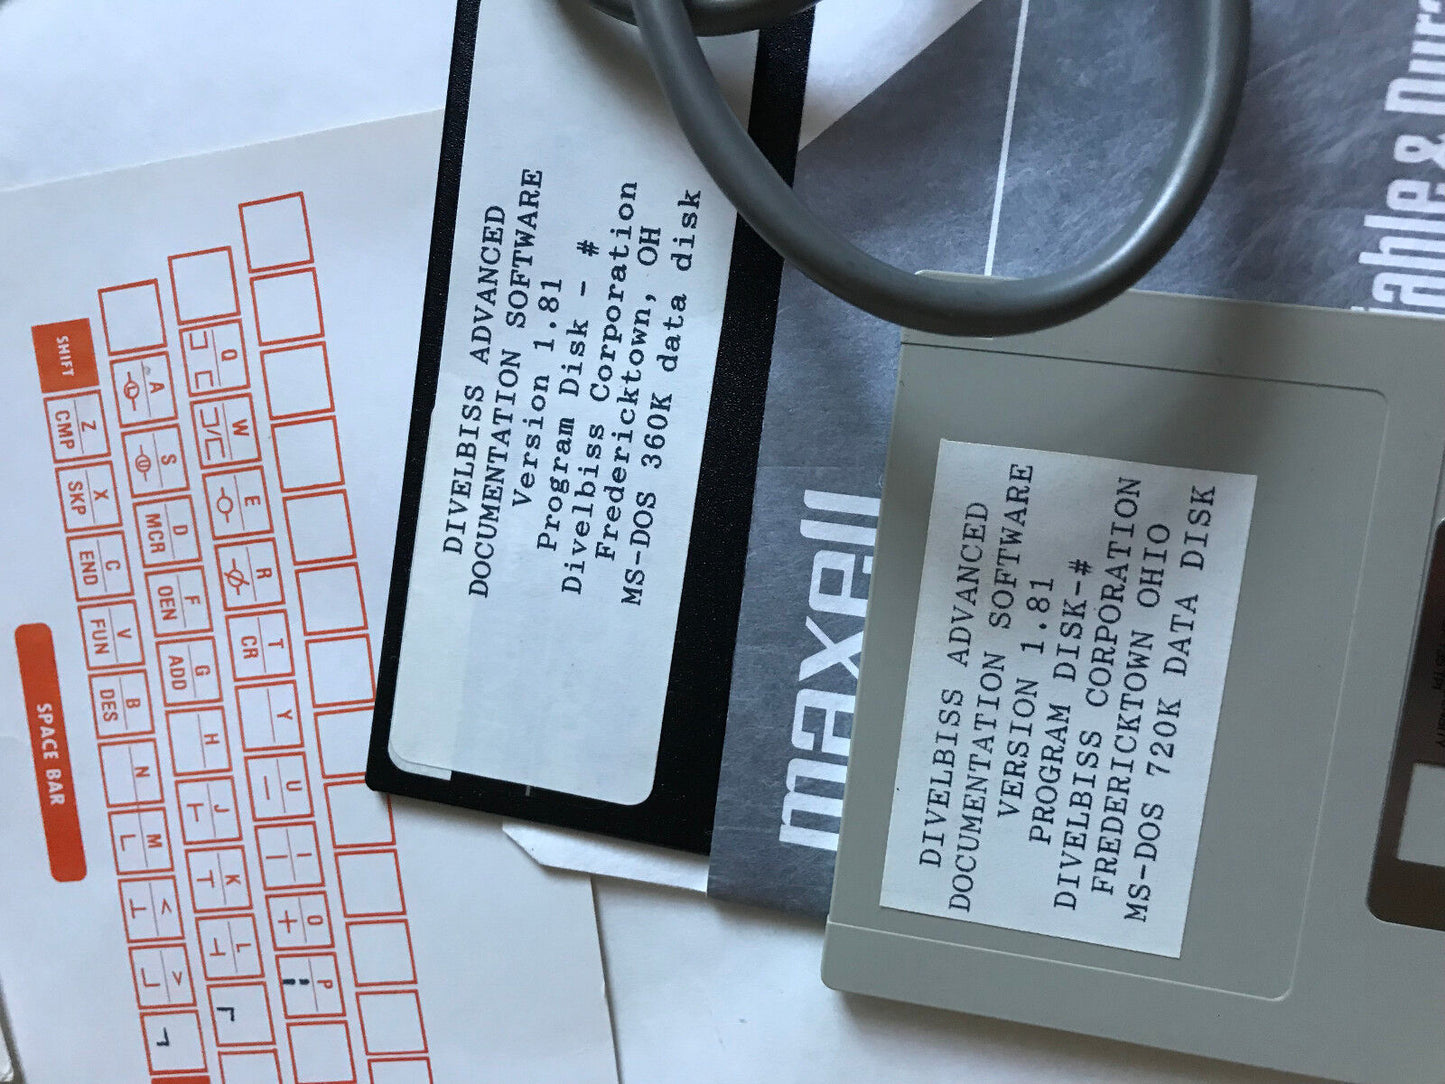 DIVELBISS ADVANCED
DOCUMENTATION SOFTWARE
Version 1.81
Program Disk - #
Divelbiss Corporation
Fredericktown, OH
MS-DOS 360K data disk
maxell
DIVELBISS ADVANCED
DOCUMENTATION SOFTWARE
VERSION 1.81
PROGRAM DISK-#
DIVELBISS CORPORATION
FREDERICKTOWN OHIO
MS-DOS 720K DATA DISK
Q W E R T Y U I O P
CR
A S D F G H J K L
L U MCR OEN ADD
SHIFT Z X C V B N M < >
CMP SKP END FUN DES
SPACE BAR